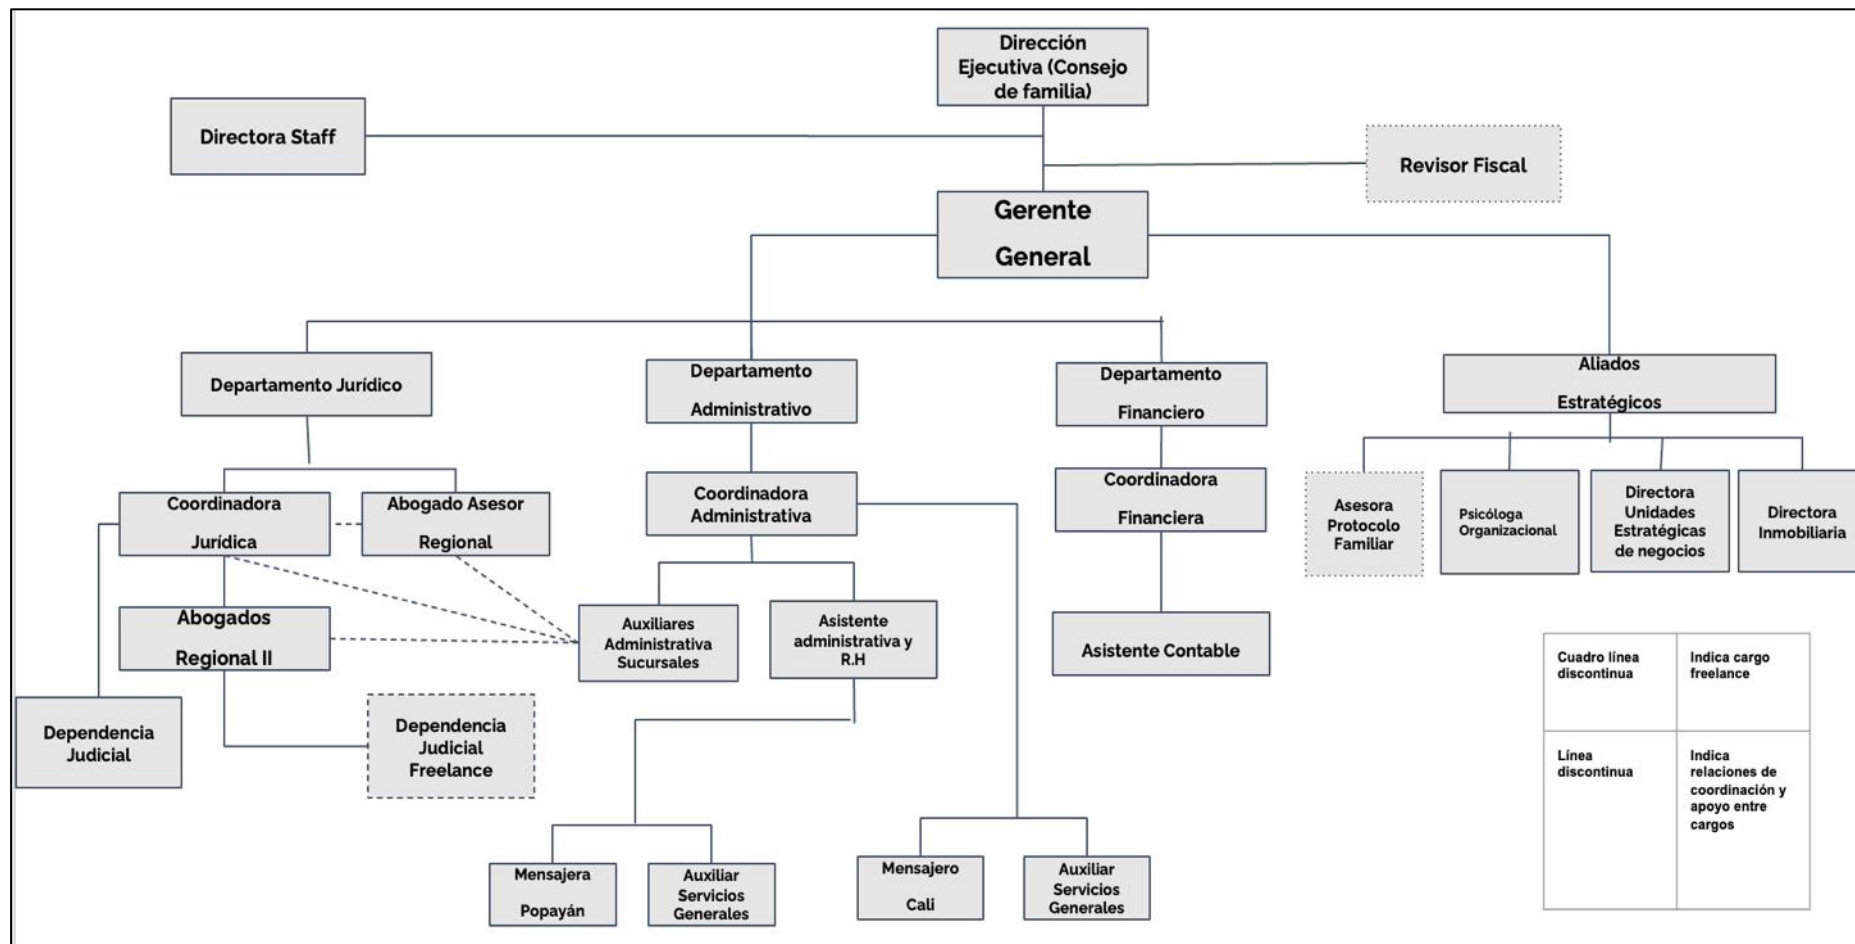 Dirección
Ejecutiva (Consejo
de familia)
Directora Staff
Revisor Fiscal
Gerente
General
Departamento Jurídico
Departamento
Administrativo
Departamento
Financiero
Aliados
Estratégicos
Coordinadora
Jurídica
Abogado Asesor
Regional
Coordinadora
Administrativa
Coordinadora
Financiera
Asesora
Protocolo
Familiar
Psicóloga
Organizacional
Directora
Unidades
Estratégicas
de negocios
Directora
Inmobiliaria
Abogados
Regional II
Auxiliares
Administrativa
Sucursales
Asistente
administrativa y
R.H
Asistente Contable
Dependencia
Judicial
Dependencia
Judicial
Freelance
Cuadro línea
discontinua
Indica cargo
freelance
Línea
discontinua
Indica
relaciones de
coordinación y
apoyo entre
cargos
Mensajera
Popayán
Auxiliar
Servicios
Generales
Mensajero
Cali
Auxiliar
Servicios
Generales